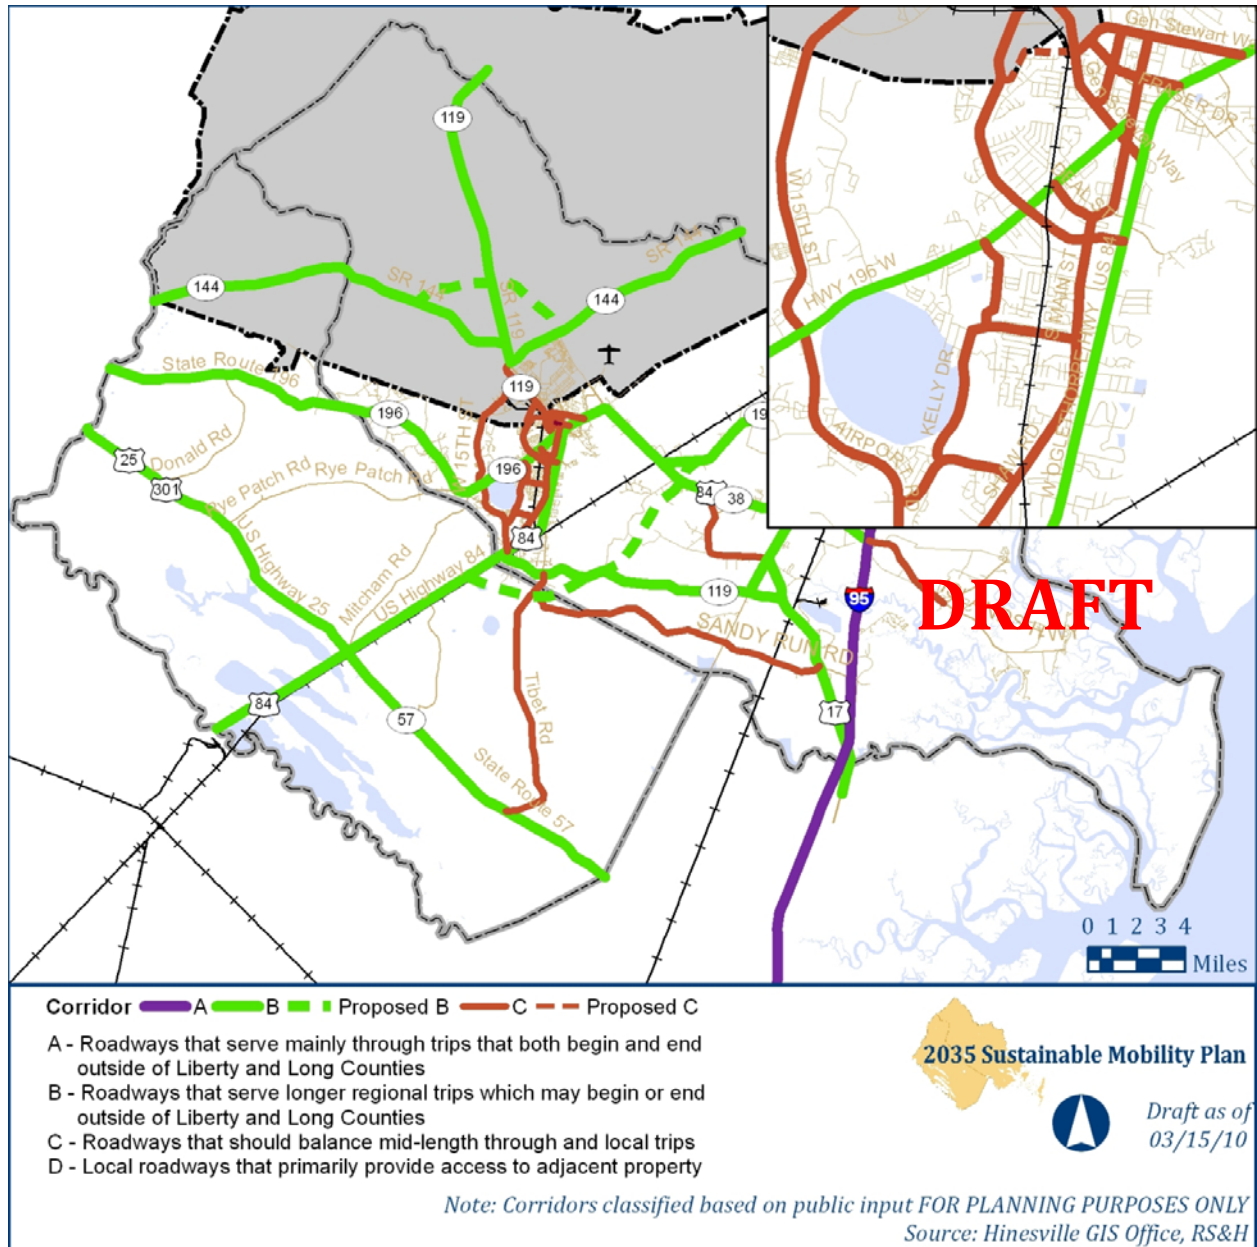 119
144
SR 144
SR 144
144
SR 119
119
State Route 196
196
W 15TH ST
196
19
25
301
Donald Rd
Rye Patch Rd
Rye Patch Rd
US Highway 25
Mitcham Rd
US Highway 84
84
84
38
84
119
SANDY RUN RD
95
17
57
Tibet Rd
State Route 57
Gen Stewart Wa
FRASER DR
Gen Screven Way
W 15TH ST
HWY 196 W
S MAIN ST
US 84
W OGLETHORPE HWY
KELLY DR
AIRPORT RD
DRAFT
0 1 2 3 4
Miles
Corridor A B Proposed B C Proposed C
A - Roadways that serve mainly through trips that both begin and end
outside of Liberty and Long Counties
B - Roadways that serve longer regional trips which may begin or end
outside of Liberty and Long Counties
C - Roadways that should balance mid-length through and local trips
D - Local roadways that primarily provide access to adjacent property
2035 Sustainable Mobility Plan
Draft as of
03/15/10
Note: Corridors classified based on public input FOR PLANNING PURPOSES ONLY
Source: Hinesville GIS Office, RS&H